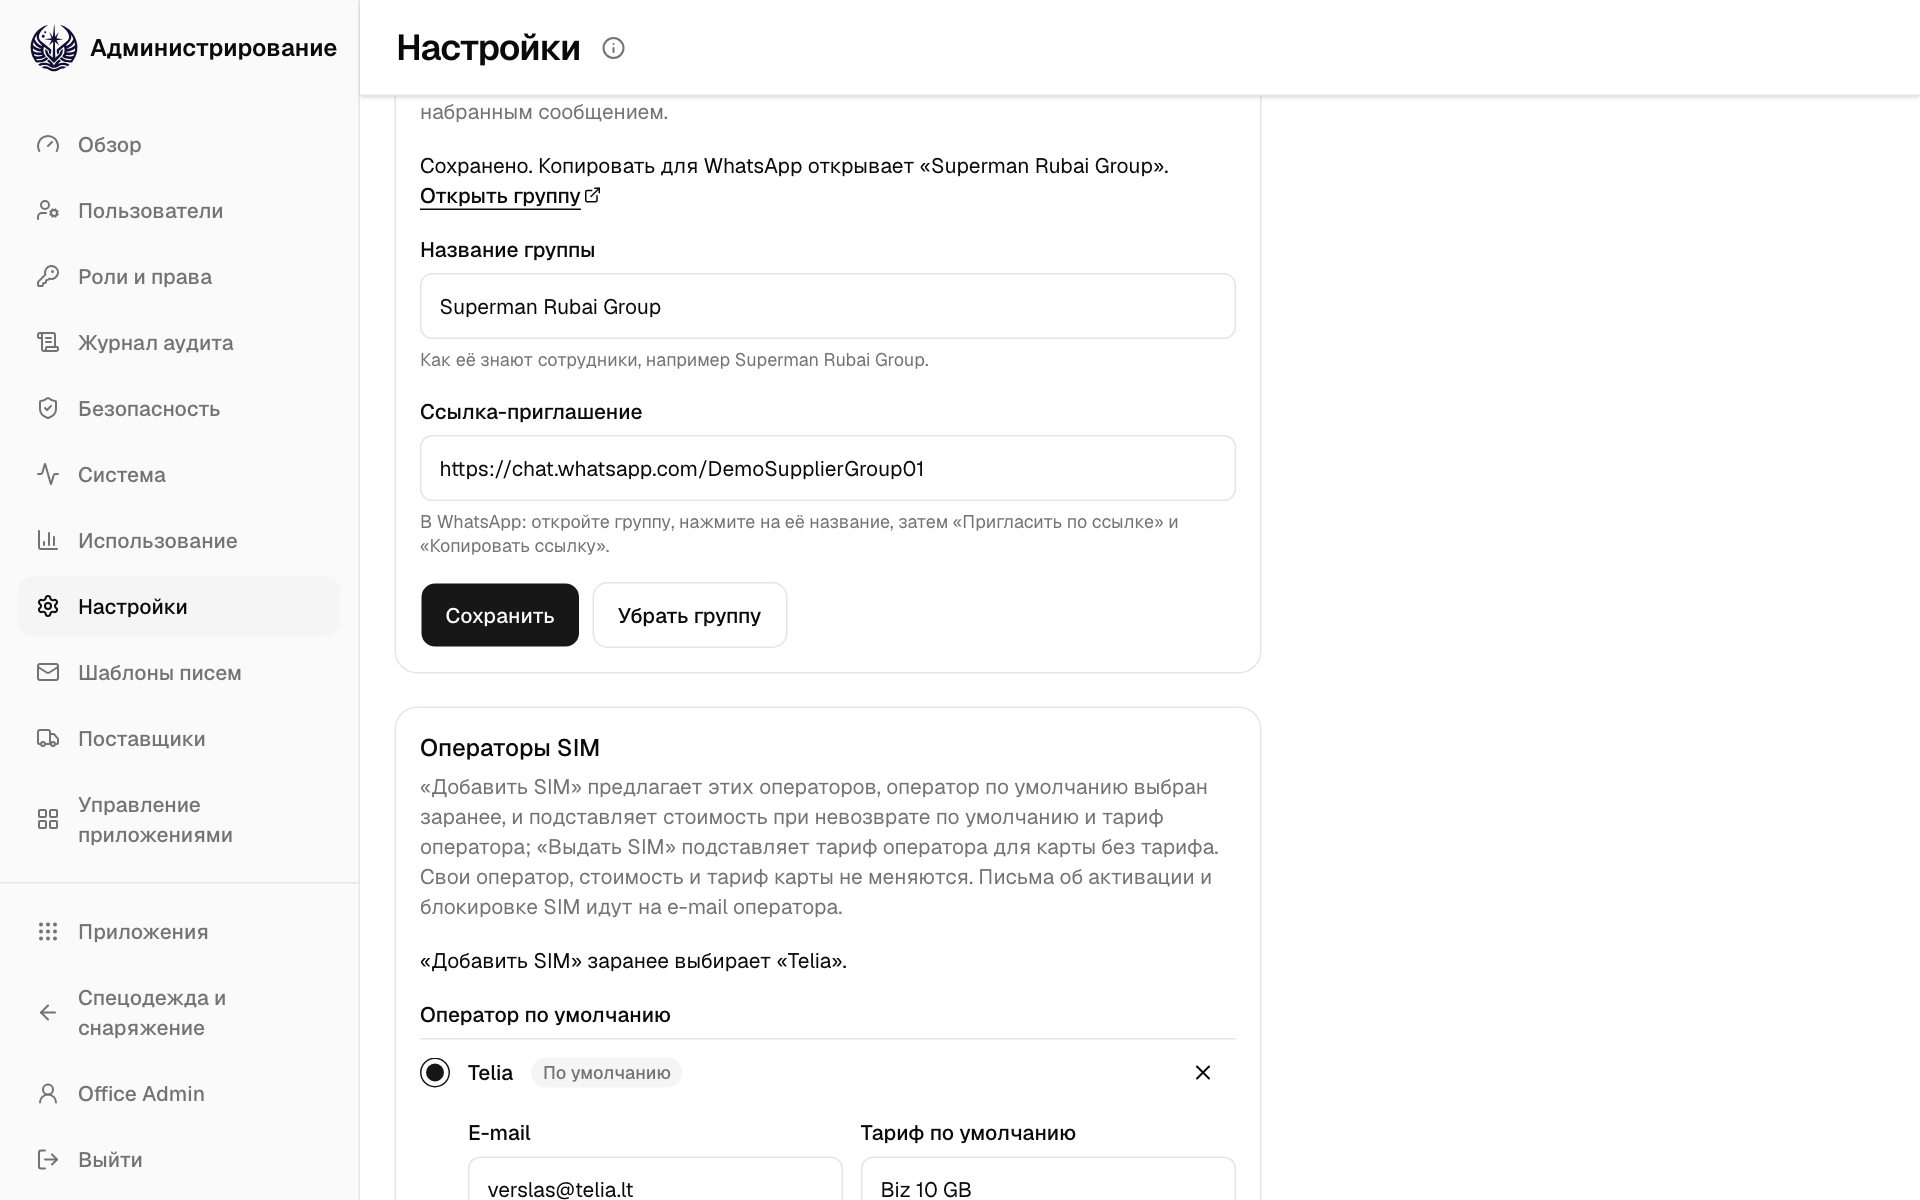 Администрирование
Обзор
Пользователи
Роли и права
Журнал аудита
Безопасность
Система
Использование
Настройки
Шаблоны писем
Поставщики
Управление
приложениями
Приложения
Спецодежда и
снаряжение
Office Admin
Выйти
Настройки
набранным сообщением.
Сохранено. Копировать для WhatsApp открывает «Superman Rubai Group».
Открыть группу
Название группы
Superman Rubai Group
Как её знают сотрудники, например Superman Rubai Group.
Ссылка-приглашение
https://chat.whatsapp.com/DemoSupplierGroup01
В WhatsApp: откройте группу, нажмите на её название, затем «Пригласить по ссылке» и
«Копировать ссылку».
Сохранить
Убрать группу
Операторы SIM
«Добавить SIM» предлагает этих операторов, оператор по умолчанию выбран
заранее, и подставляет стоимость при невозврате по умолчанию и тариф
оператора; «Выдать SIM» подставляет тариф оператора для карты без тарифа.
Свои оператор, стоимость и тариф карты не меняются. Письма об активации и
блокировке SIM идут на e-mail оператора.
«Добавить SIM» заранее выбирает «Telia».
Оператор по умолчанию
Telia По умолчанию
E-mail
Тариф по умолчанию
verslas@telia.lt
Biz 10 GB